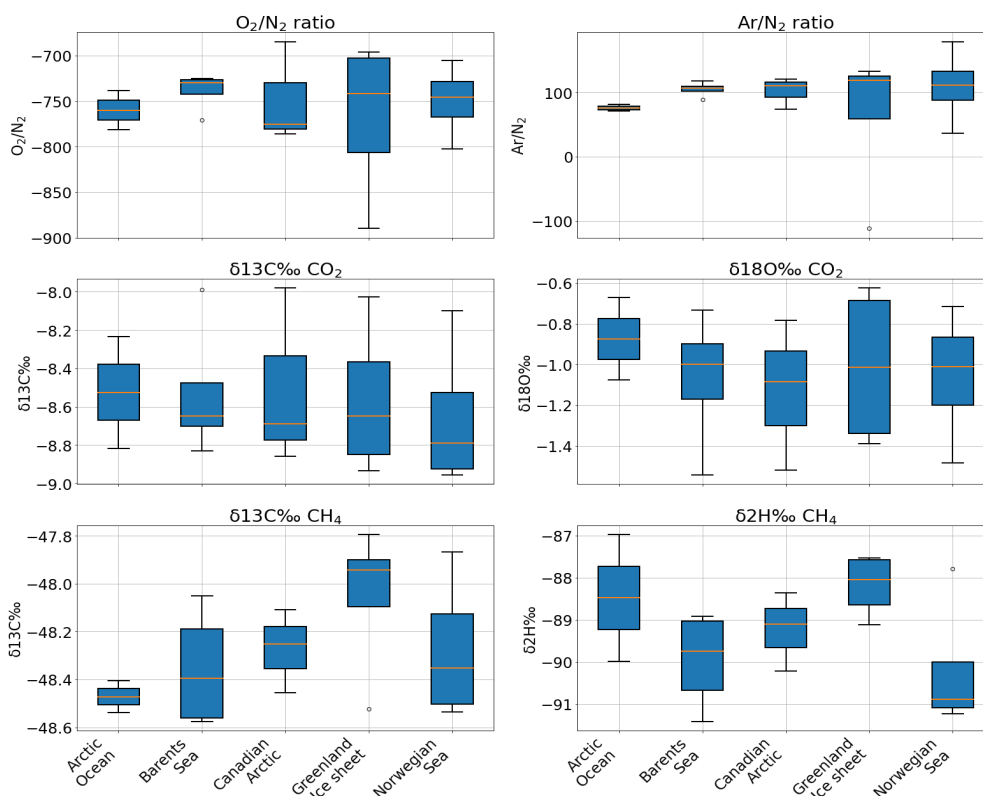 O₂/N₂ ratio
O₂/N₂
−700
−750
−800
−850
−900
Ar/N₂ ratio
Ar/N₂
100
0
−100
δ13C‰ CO₂
δ13C‰
−8.0
−8.2
−8.4
−8.6
−8.8
−9.0
δ18O‰ CO₂
δ18O‰
−0.6
−0.8
−1.0
−1.2
−1.4
δ13C‰ CH₄
δ13C‰
−47.8
−48.0
−48.2
−48.4
−48.6
Arctic
Ocean
Barents
Sea
Canadian
Arctic
Greenland
Ice sheet
Norwegian
Sea
δ2H‰ CH₄
δ2H‰
−87
−88
−89
−90
−91
Arctic
Ocean
Barents
Sea
Canadian
Arctic
Greenland
Ice sheet
Norwegian
Sea